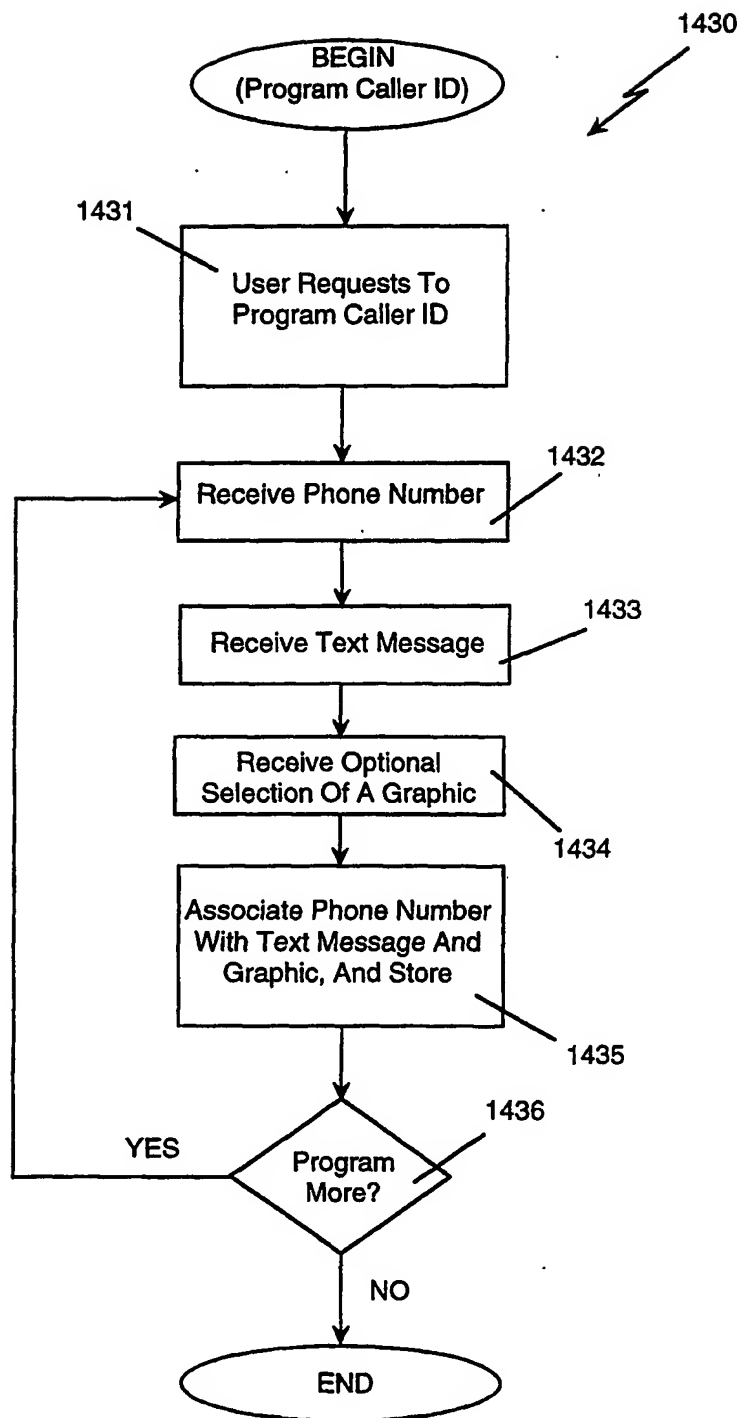 1430
BEGIN
(Program Caller ID)
1431
User Requests To
Program Caller ID
1432
Receive Phone Number
1433
Receive Text Message
Receive Optional
Selection Of A Graphic
1434
Associate Phone Number
With Text Message And
Graphic, And Store
1435
1436
YES
Program
More?
NO
END